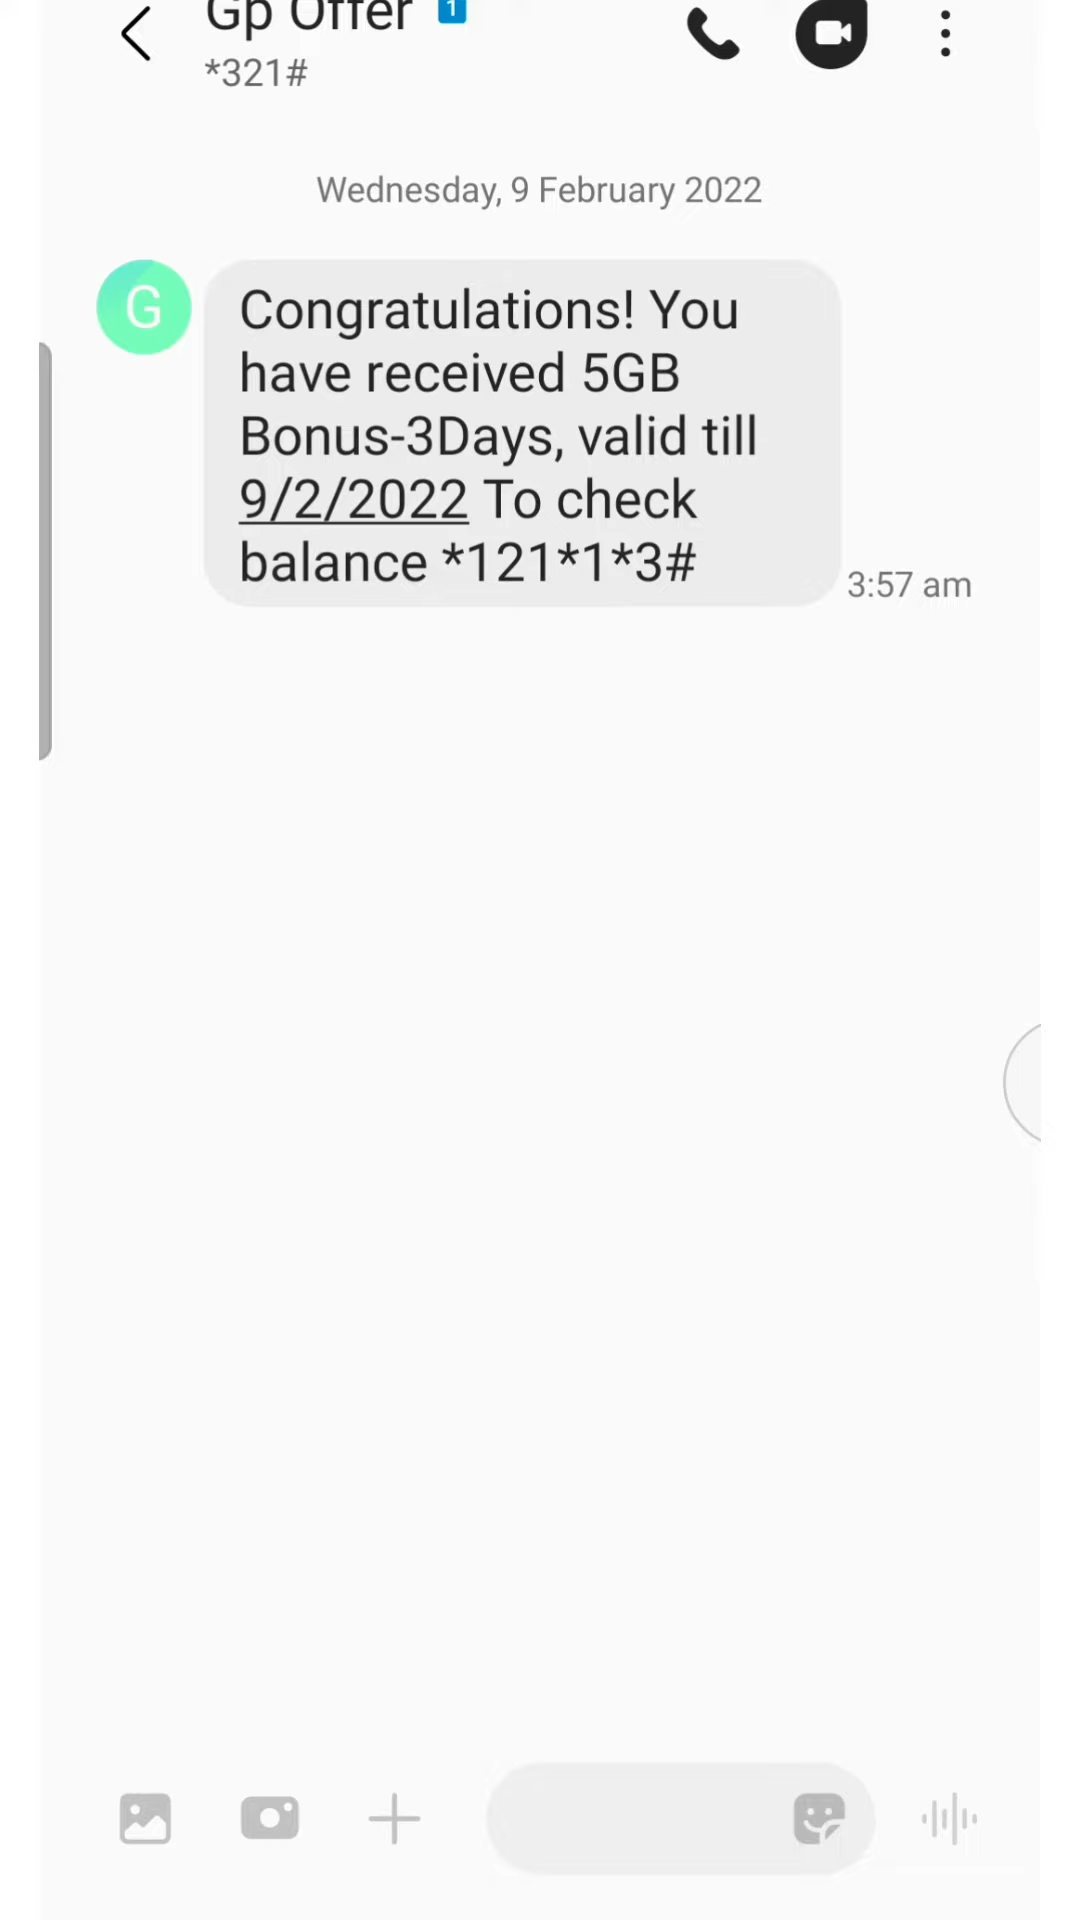 Gp Offer 1
*321#
Wednesday, 9 February 2022
G
Congratulations! You
have received 5GB
Bonus-3Days, valid till
9/2/2022 To check
balance *121*1*3#
3:57 am